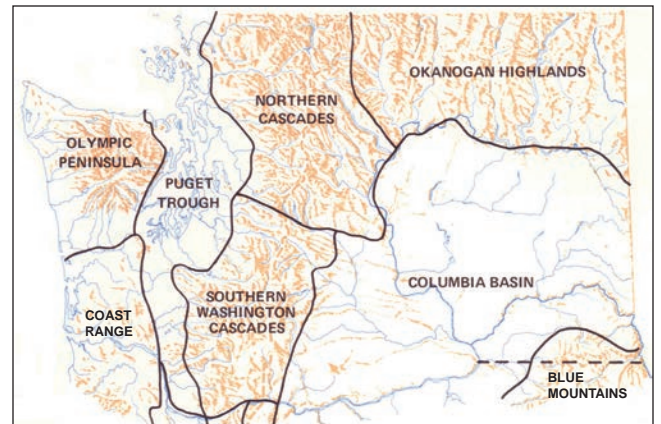 OKANOGAN HIGHLANDS
NORTHERN
CASCADES
OLYMPIC
PENINSULA
PUGET
TROUGH
COLUMBIA BASIN
SOUTHERN
WASHINGTON
CASCADES
COAST
RANGE
BLUE
MOUNTAINS